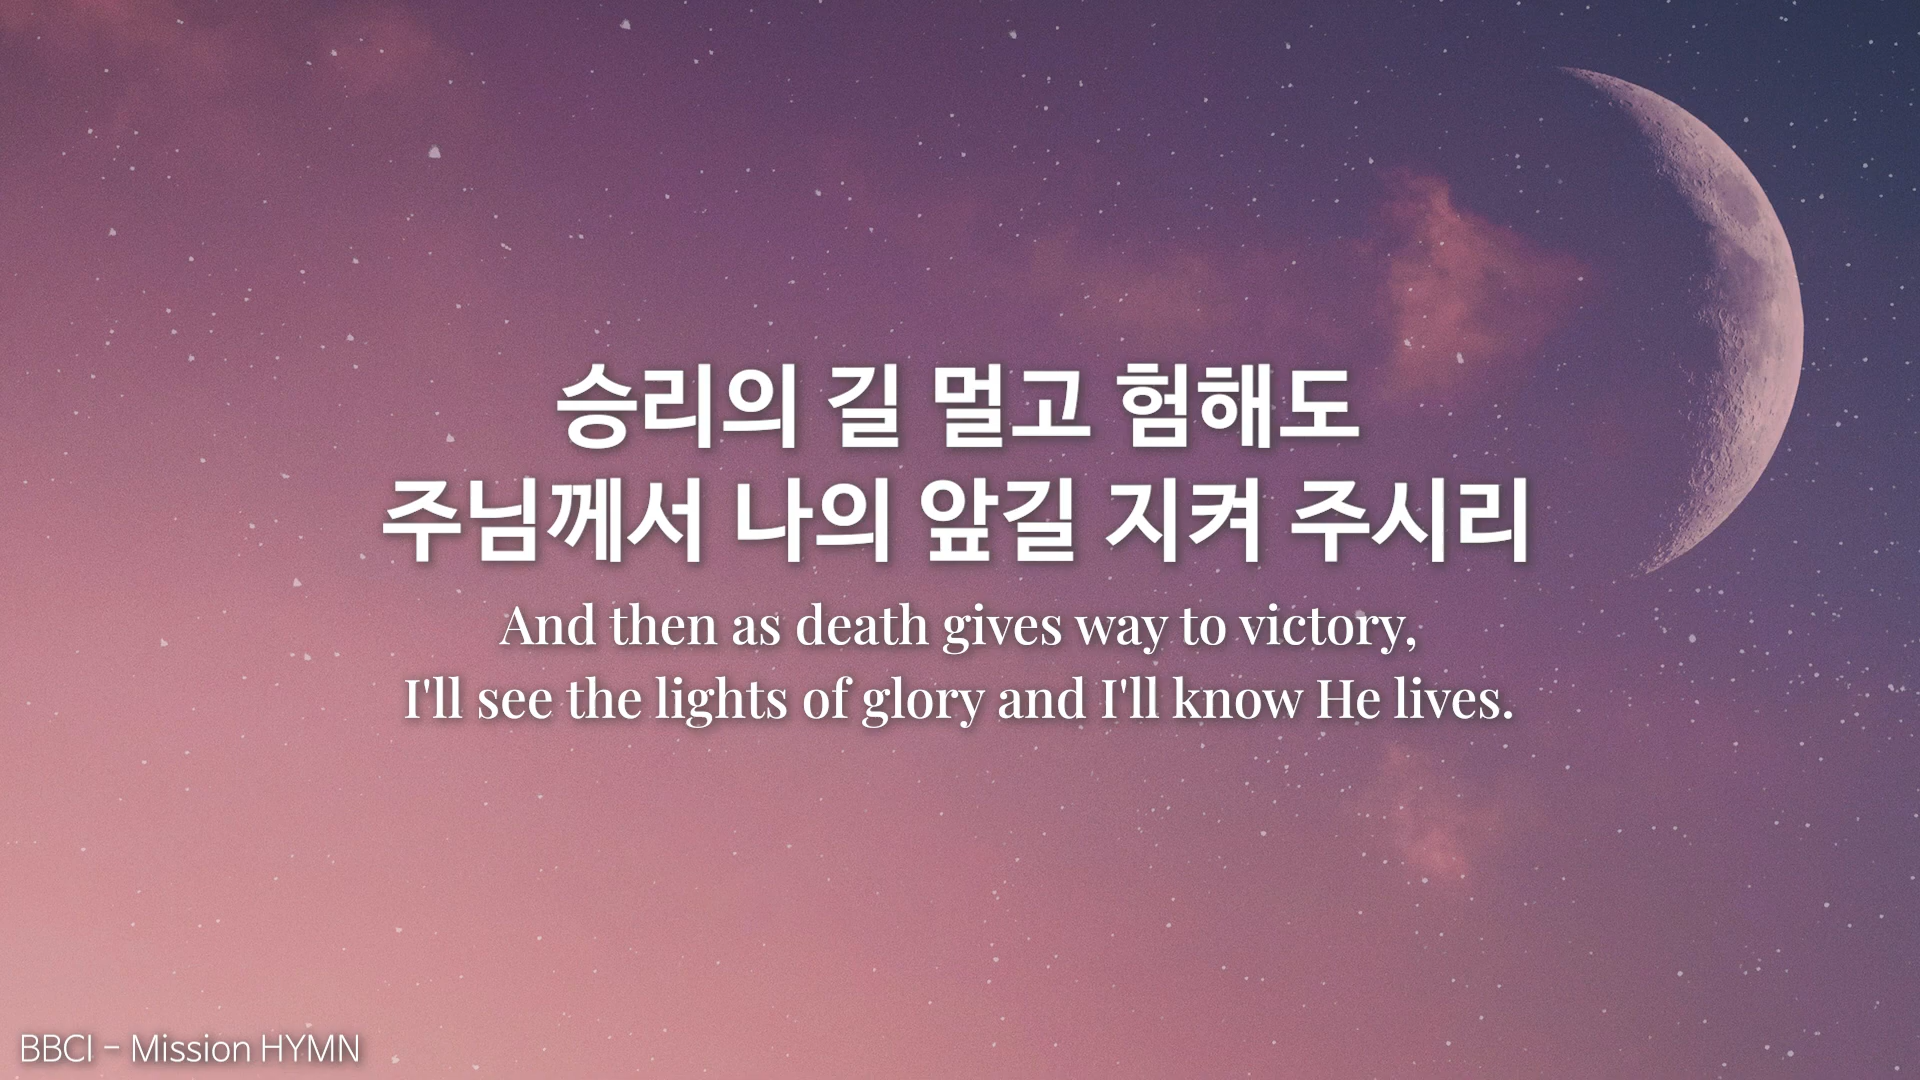 승리의 길 멀고 험해도
주님께서 나의 앞길 지켜 주시리
And then as death gives way to victory,
I'll see the lights of glory and I'll know He lives.
BBCI - Mission HYMN